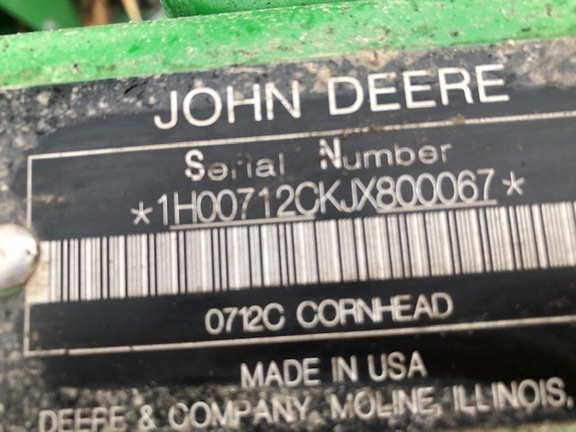 JOHN DEERE
Serial Number
*1H00712CKJX800067*
0712C CORNHEAD
MADE IN USA
DEERE & COMPANY, MOLINE, ILLINOIS,